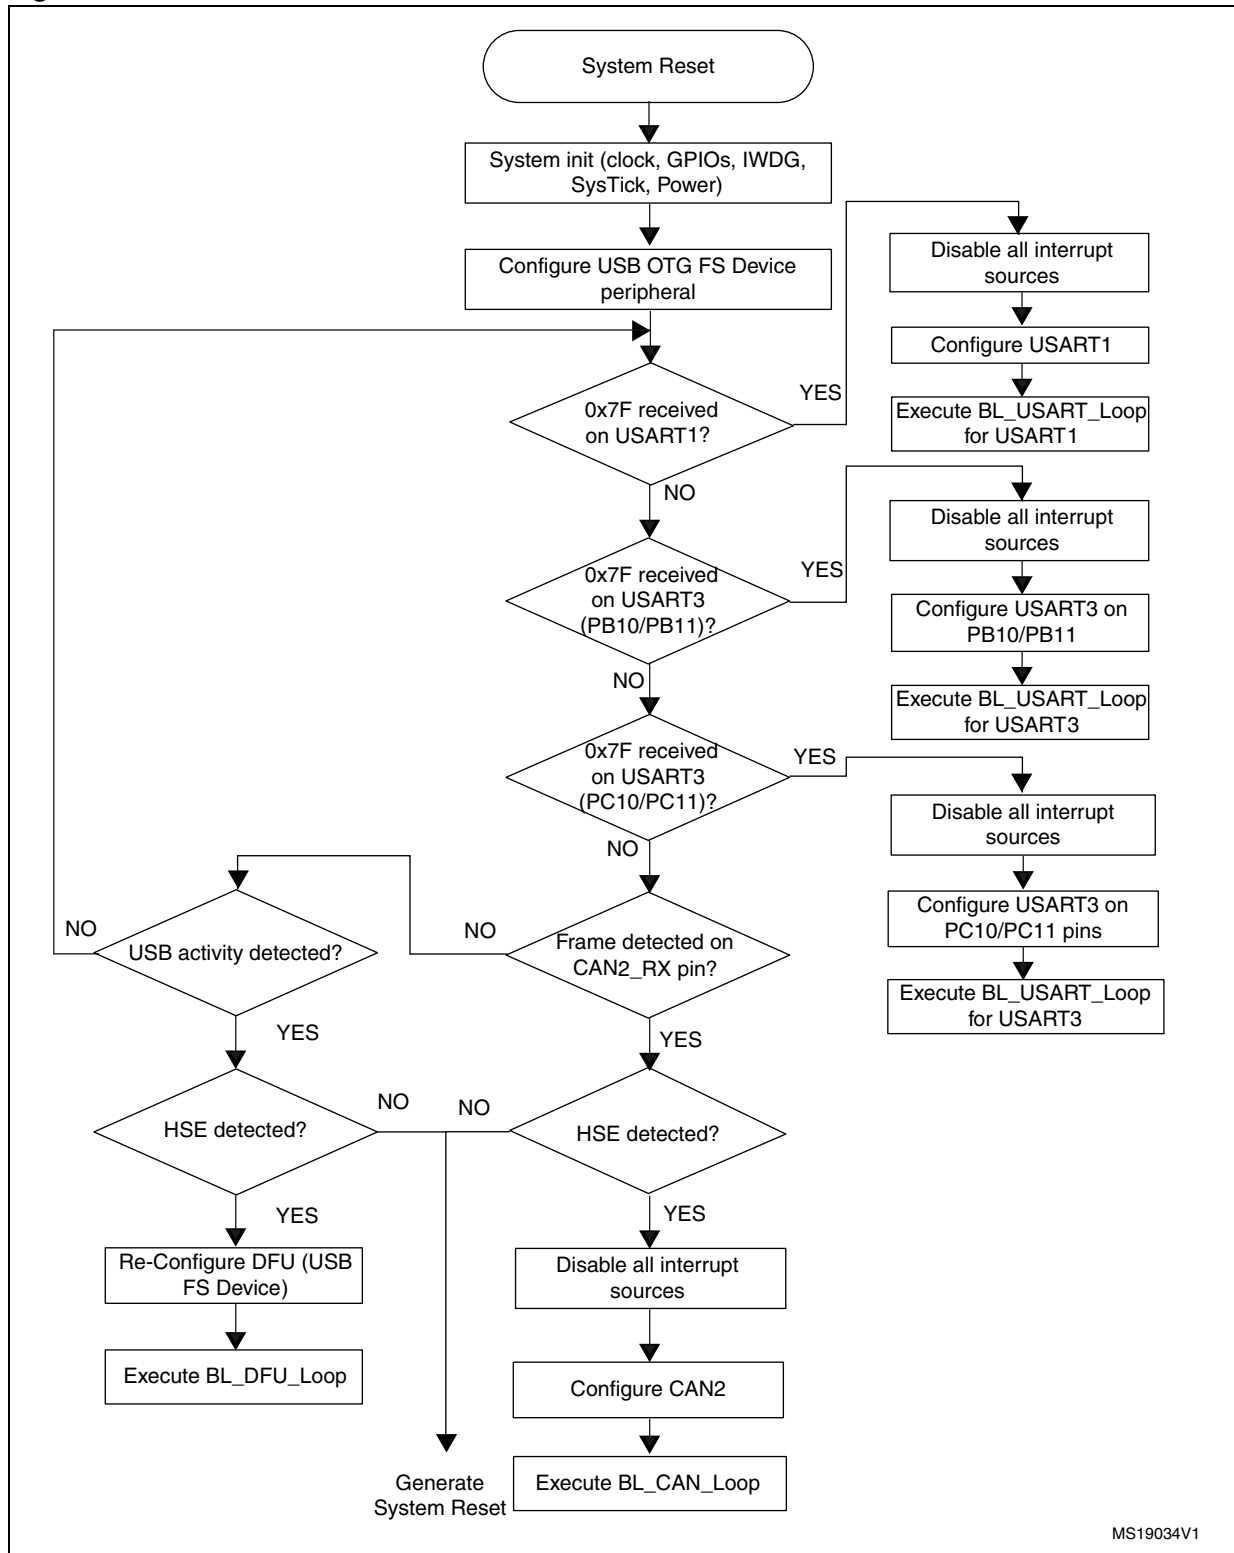 System Reset
System init (clock, GPIOs, IWDG,
SysTick, Power)
Configure USB OTG FS Device
peripheral
0x7F received
on USART1?
YES
Disable all interrupt
sources
Configure USART1
Execute BL_USART_Loop
for USART1
NO
0x7F received
on USART3
(PB10/PB11)?
YES
Disable all interrupt
sources
Configure USART3 on
PB10/PB11
Execute BL_USART_Loop
for USART3
NO
0x7F received
on USART3
(PC10/PC11)?
YES
Disable all interrupt
sources
Configure USART3 on
PC10/PC11 pins
Execute BL_USART_Loop
for USART3
NO
Frame detected on
CAN2_RX pin?
NO
USB activity detected?
NO
YES
HSE detected?
NO
YES
Re-Configure DFU (USB
FS Device)
Execute BL_DFU_Loop
YES
HSE detected?
NO
YES
Disable all interrupt
sources
Configure CAN2
Execute BL_CAN_Loop
Generate
System Reset
MS19034V1